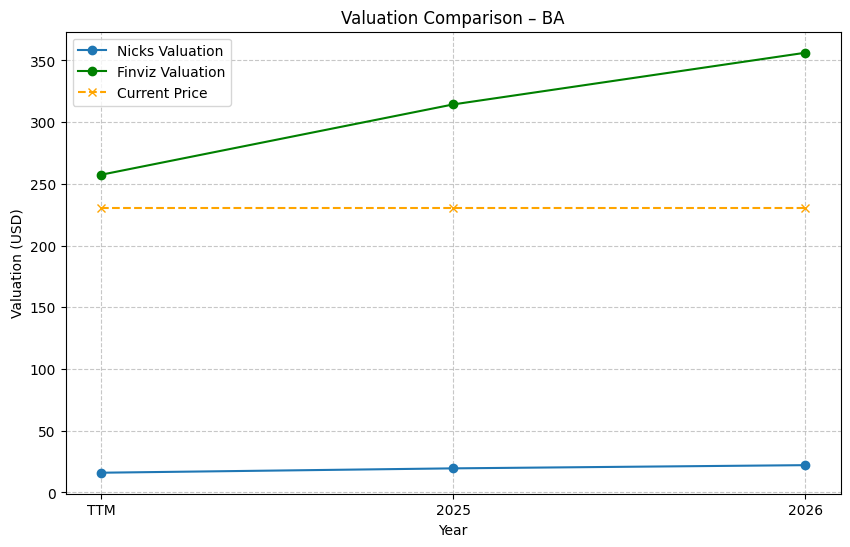 Valuation Comparison – BA
Nicks Valuation
Finviz Valuation
Current Price
Valuation (USD)
350
300
250
200
150
100
50
0
TTM
2025
2026
Year